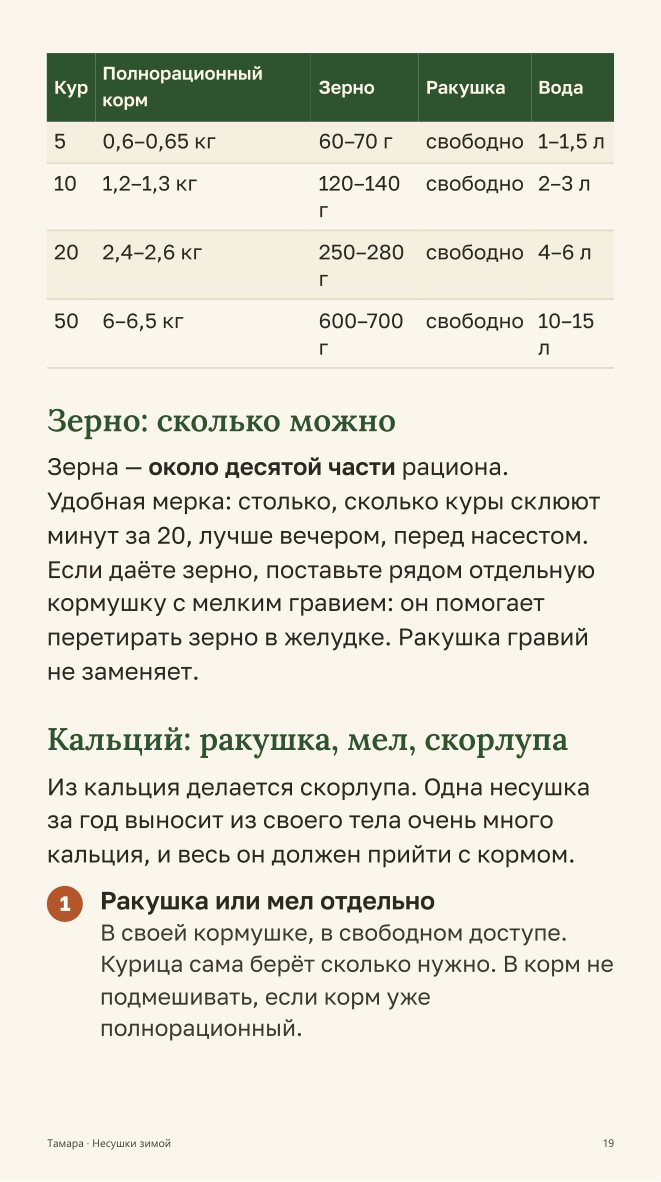 Кур Полнорационный корм Зерно Ракушка Вода
5 0,6–0,65 кг 60–70 г свободно 1–1,5 л
10 1,2–1,3 кг 120–140 г свободно 2–3 л
20 2,4–2,6 кг 250–280 г свободно 4–6 л
50 6–6,5 кг 600–700 г свободно 10–15 л
Зерно: сколько можно
Зерна — около десятой части рациона.
Удобная мерка: столько, сколько куры склюют
минут за 20, лучше вечером, перед насестом.
Если даёте зерно, поставьте рядом отдельную
кормушку с мелким гравием: он помогает
перетирать зерно в желудке. Ракушка гравий
не заменяет.
Кальций: ракушка, мел, скорлупа
Из кальция делается скорлупа. Одна несушка
за год выносит из своего тела очень много
кальция, и весь он должен прийти с кормом.
1 Ракушка или мел отдельно
В своей кормушке, в свободном доступе.
Курица сама берёт сколько нужно. В корм не
подмешивать, если корм уже
полнорационный.
Тамара · Несушки зимой 19